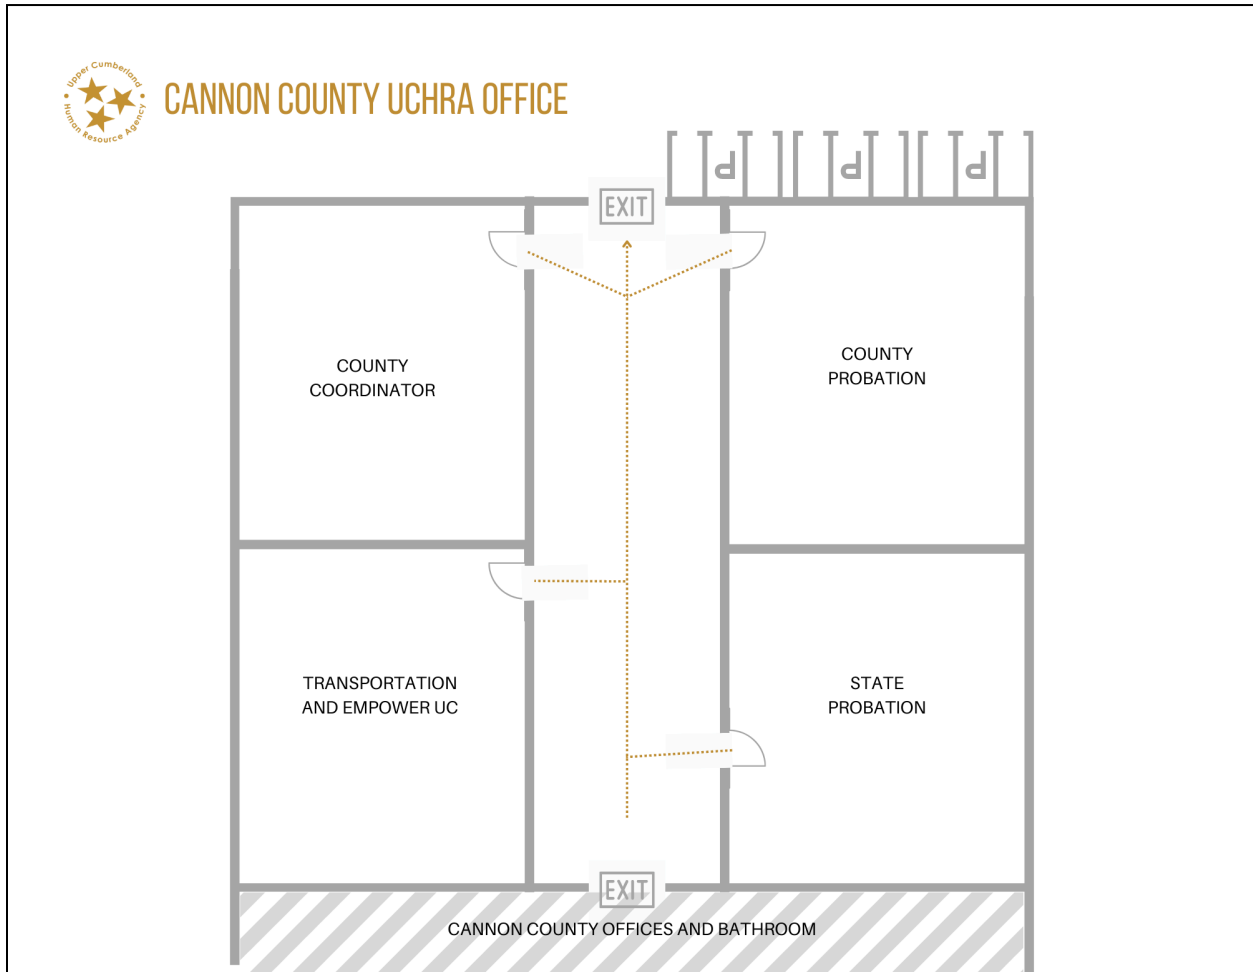 Upper Cumberland
Human Resource Agency
CANNON COUNTY UCHRA OFFICE
P
P
P
EXIT
COUNTY
COORDINATOR
COUNTY
PROBATION
TRANSPORTATION
AND EMPOWER UC
STATE
PROBATION
EXIT
CANNON COUNTY OFFICES AND BATHROOM